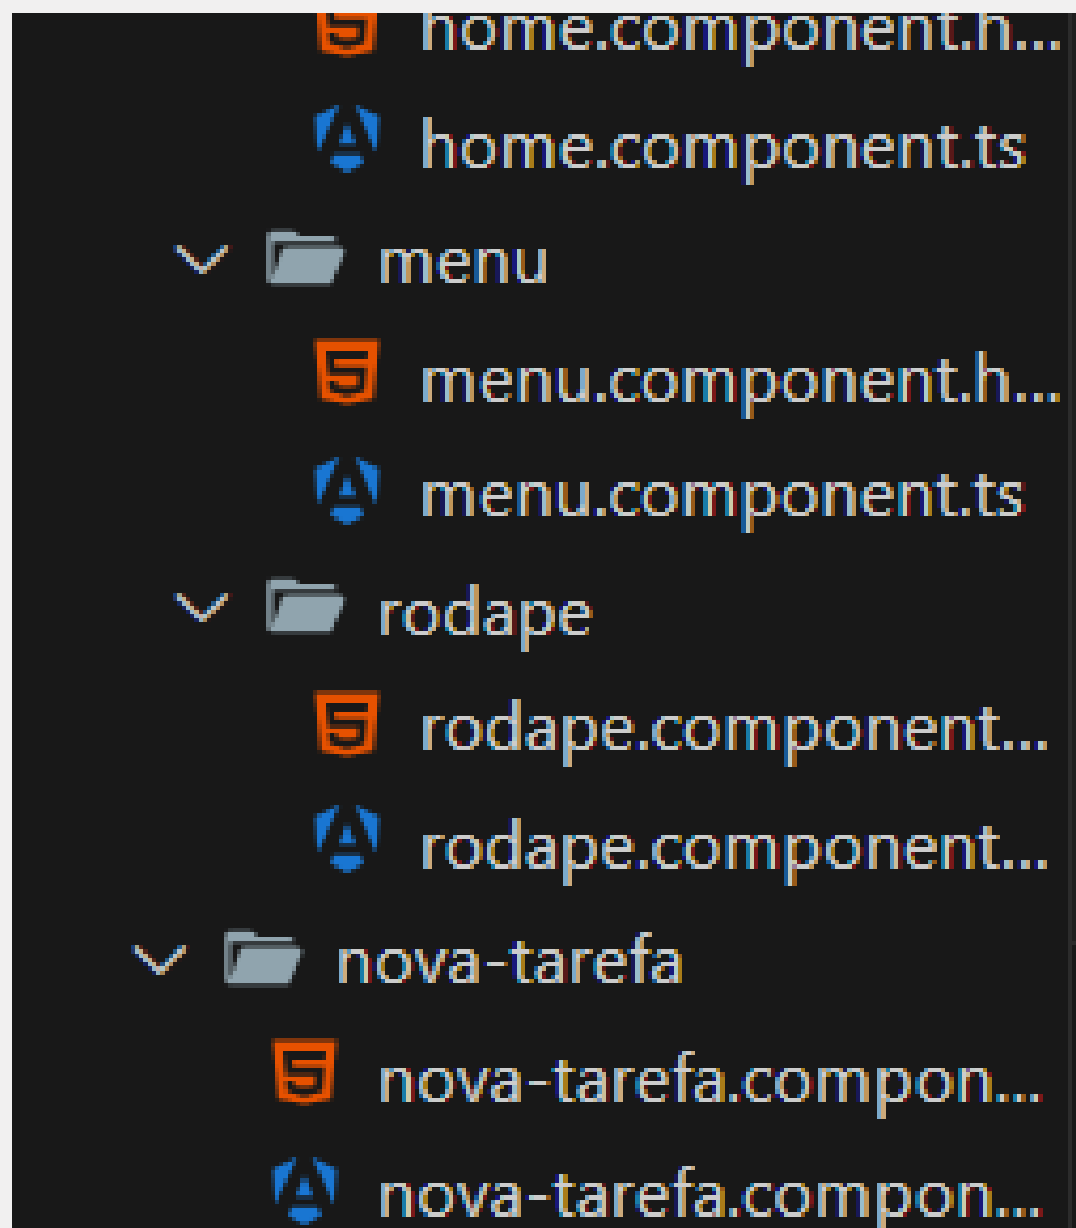 home.component.h...
home.component.ts
menu
menu.component.h...
menu.component.ts
rodape
rodape.component...
rodape.component...
nova-tarefa
nova-tarefa.compon...
nova-tarefa.compon...